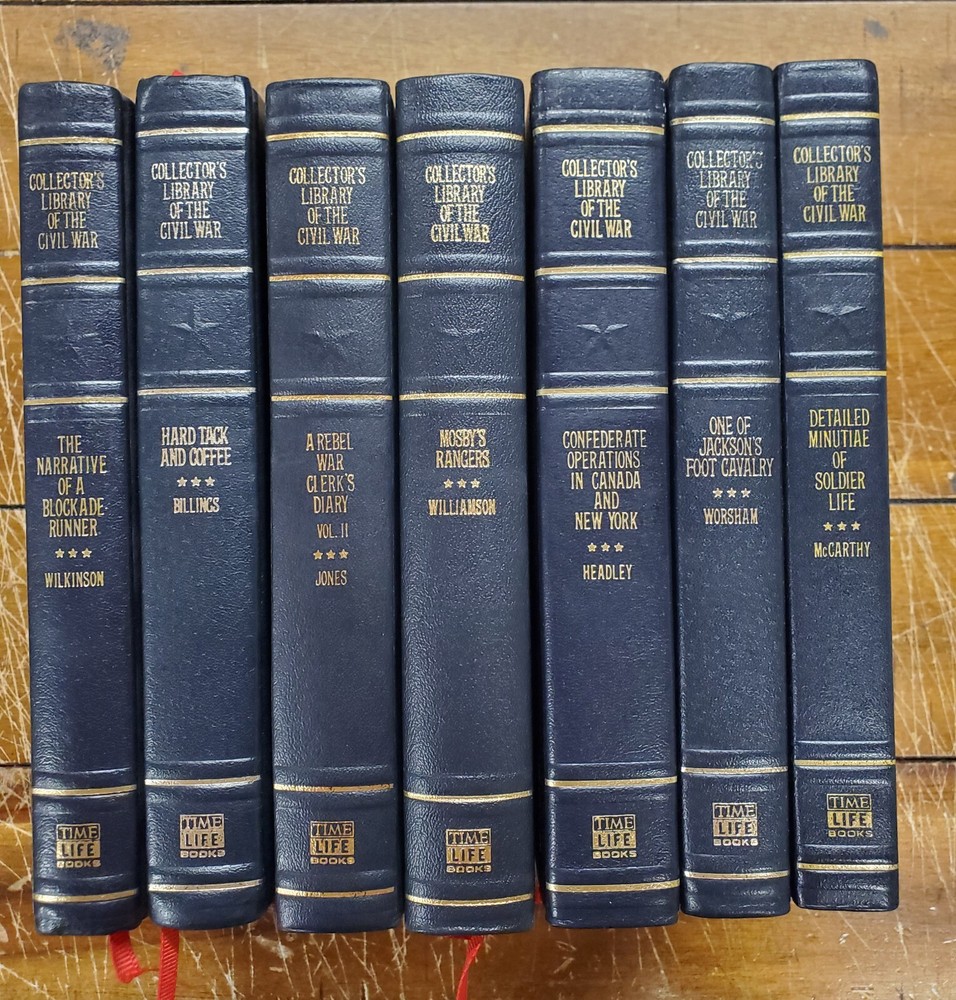 COLLECTOR'S
LIBRARY
OF THE
CIVIL WAR
THE
NARRATIVE
OF A
BLOCKADE-
RUNNER
WILKINSON
TIME
LIFE
BOOKS
COLLECTOR'S
LIBRARY
OF THE
CIVIL WAR
HARD TACK
AND COFFEE
BILLINGS
TIME
LIFE
BOOKS
COLLECTOR'S
LIBRARY
OF THE
CIVIL WAR
A REBEL
WAR
CLERK'S
DIARY
VOL. II
JONES
TIME
LIFE
BOOKS
COLLECTOR'S
LIBRARY
OF THE
CIVIL WAR
MOSBY'S
RANGERS
WILLIAMSON
TIME
LIFE
BOOKS
COLLECTOR'S
LIBRARY
OF THE
CIVIL WAR
CONFEDERATE
OPERATIONS
IN CANADA
AND
NEW YORK
HEADLEY
TIME
LIFE
BOOKS
COLLECTOR'S
LIBRARY
OF THE
CIVIL WAR
ONE OF
JACKSON'S
FOOT CAVALRY
WORSHAM
TIME
LIFE
BOOKS
COLLECTOR'S
LIBRARY
OF THE
CIVIL WAR
DETAILED
MINUTIAE
OF
SOLDIER
LIFE
McCARTHY
TIME
LIFE
BOOKS